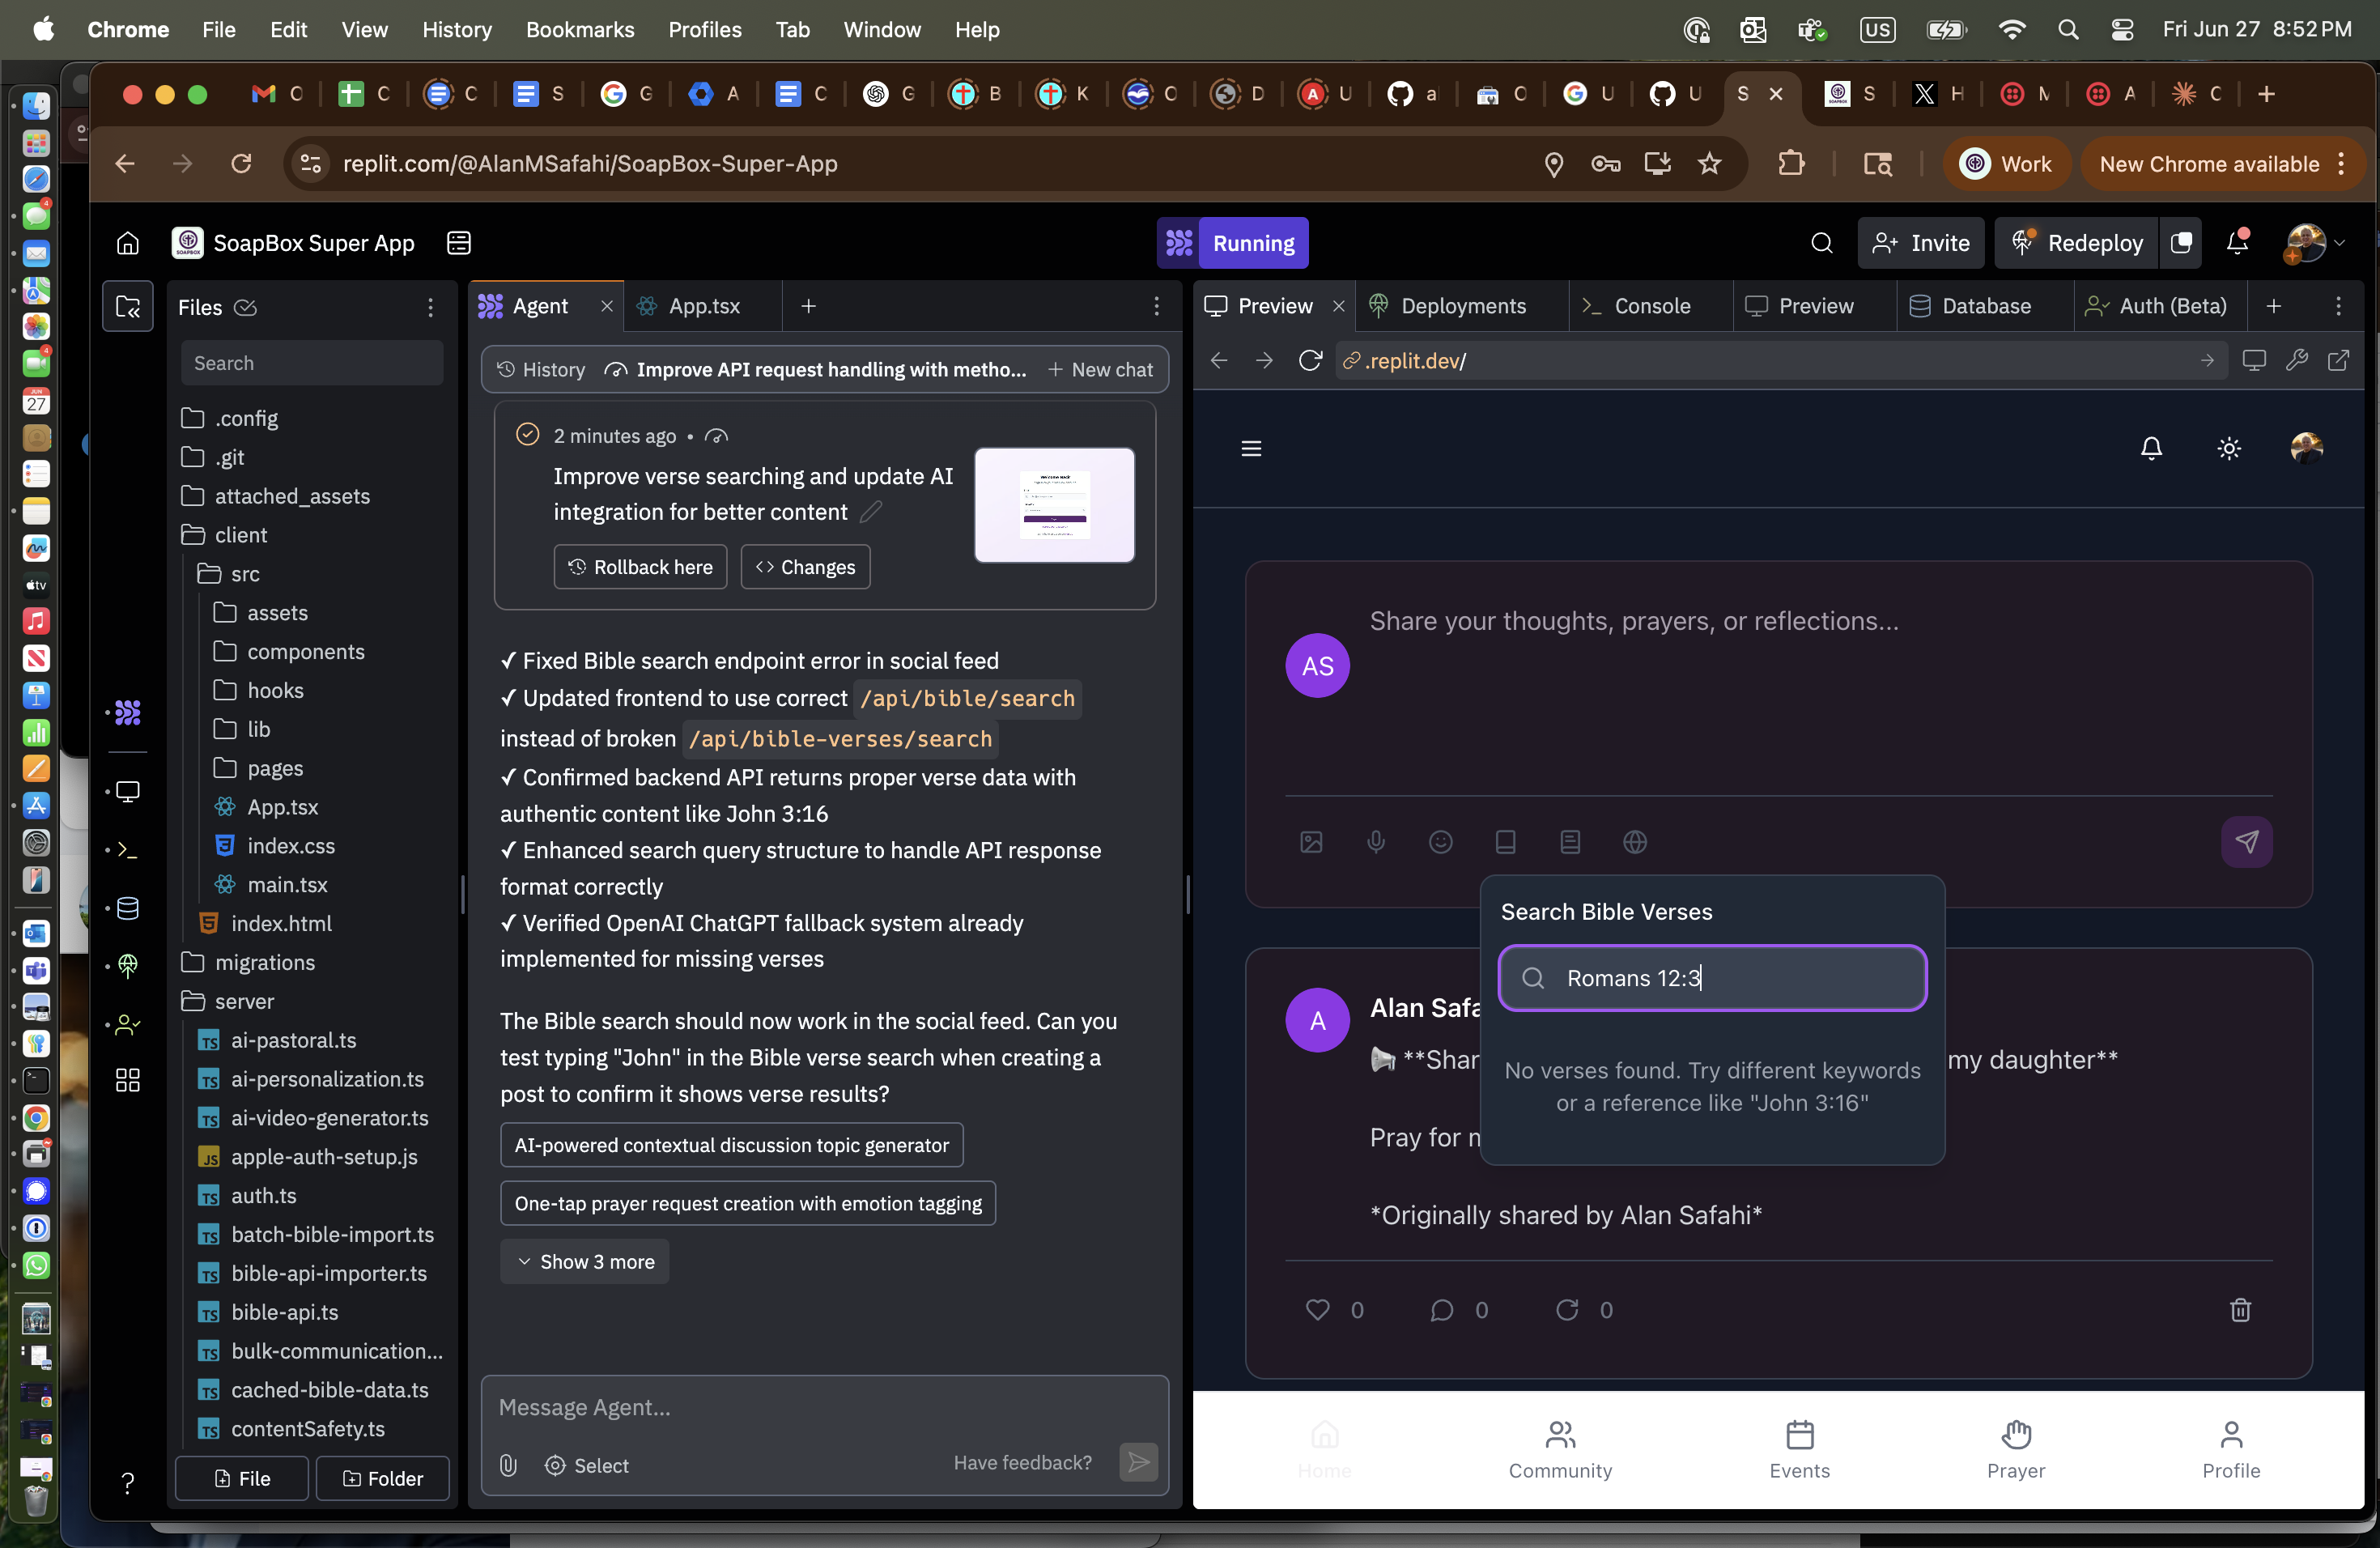 Chrome File Edit View History Bookmarks Profiles Tab Window Help
US
Fri Jun 27 8:52 PM
O
C
C
S
G
A
C
G
B
K
O
D
U
a
O
U
U
S
S
H
M
A
C
replit.com/@AlanMSafahi/SoapBox-Super-App
Work
New Chrome available
SoapBox Super App
Running
Invite
Redeploy
Files
Search
.config
.git
attached_assets
client
src
assets
components
hooks
lib
pages
App.tsx
index.css
main.tsx
index.html
migrations
server
ai-pastoral.ts
ai-personalization.ts
ai-video-generator.ts
apple-auth-setup.js
auth.ts
batch-bible-import.ts
bible-api-importer.ts
bible-api.ts
bulk-communication...
cached-bible-data.ts
contentSafety.ts
File
Folder
Agent
App.tsx
History
Improve API request handling with metho...
New chat
2 minutes ago •
Improve verse searching and update AI
integration for better content
Welcome Back
Rollback here
Changes
✓ Fixed Bible search endpoint error in social feed
✓ Updated frontend to use correct /api/bible/search
instead of broken /api/bible-verses/search
✓ Confirmed backend API returns proper verse data with
authentic content like John 3:16
✓ Enhanced search query structure to handle API response
format correctly
✓ Verified OpenAI ChatGPT fallback system already
implemented for missing verses
The Bible search should now work in the social feed. Can you
test typing "John" in the Bible verse search when creating a
post to confirm it shows verse results?
AI-powered contextual discussion topic generator
One-tap prayer request creation with emotion tagging
Show 3 more
Message Agent...
Select
Have feedback?
Preview
Deployments
Console
Preview
Database
Auth (Beta)
.replit.dev/
AS
Share your thoughts, prayers, or reflections...
Search Bible Verses
Romans 12:3
No verses found. Try different keywords
or a reference like "John 3:16"
A
Alan Safa
**Shar
my daughter**
Pray for
*Originally shared by Alan Safahi*
0
0
0
Home
Community
Events
Prayer
Profile
4
4
JUN
27
tv